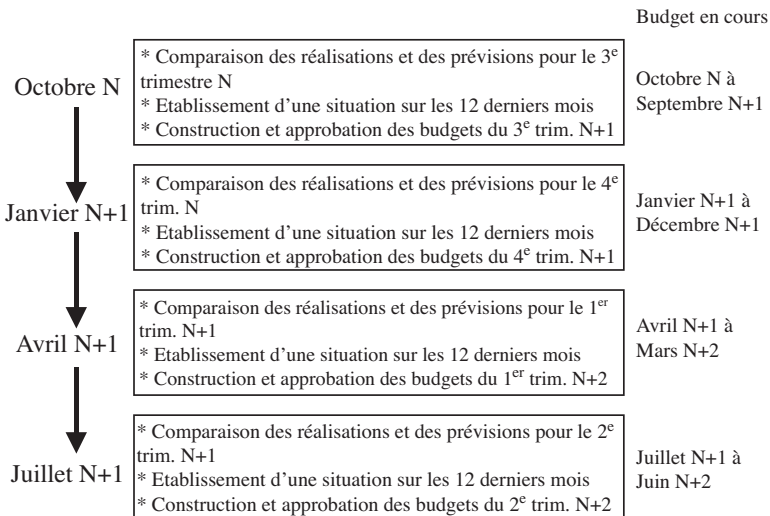 Budget en cours
Octobre N
* Comparaison des réalisations et des prévisions pour le 3e
trimestre N
* Etablissement d'une situation sur les 12 derniers mois
* Construction et approbation des budgets du 3e trim. N+1
Octobre N à
Septembre N+1
Janvier N+1
* Comparaison des réalisations et des prévisions pour le 4e
trim. N
* Etablissement d'une situation sur les 12 derniers mois
* Construction et approbation des budgets du 4e trim. N+1
Janvier N+1 à
Décembre N+1
Avril N+1
* Comparaison des réalisations et des prévisions pour le 1er
trim. N+1
* Etablissement d'une situation sur les 12 derniers mois
* Construction et approbation des budgets du 1er trim. N+2
Avril N+1 à
Mars N+2
Juillet N+1
* Comparaison des réalisations et des prévisions pour le 2e
trim. N+1
* Etablissement d'une situation sur les 12 derniers mois
* Construction et approbation des budgets du 2e trim. N+2
Juillet N+1 à
Juin N+2